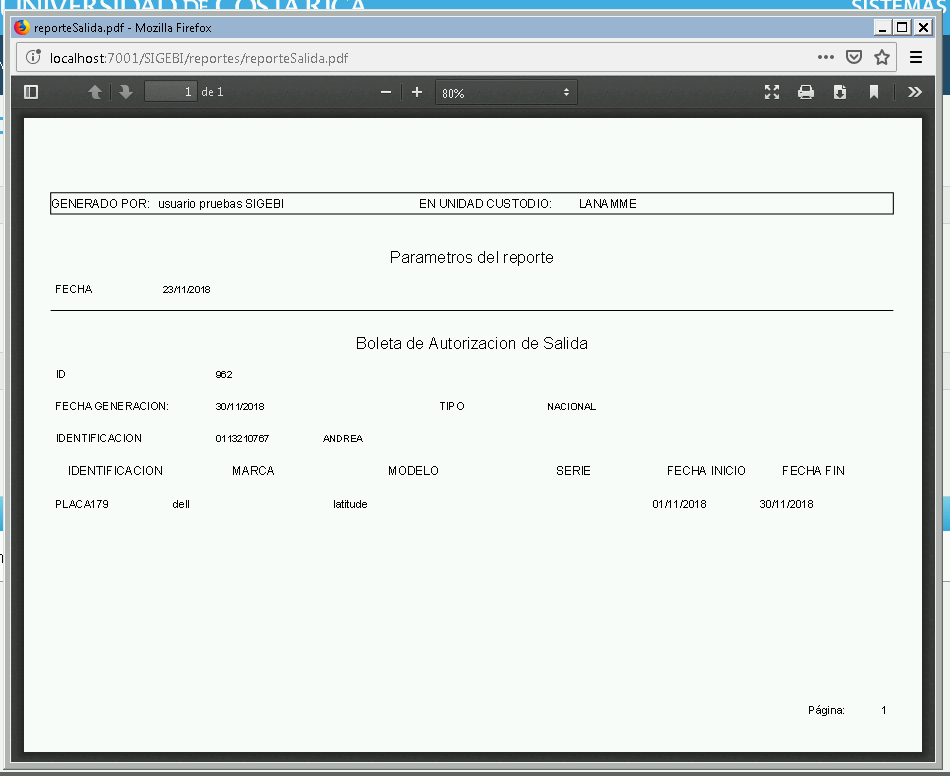 UNIVERSIDAD DE COSTA RICA SISTEMAS
reporteSalida.pdf - Mozilla Firefox
localhost:7001/SIGEBI/reportes/reporteSalida.pdf
1 de 1 80%
GENERADO POR: usuario pruebas SIGEBI EN UNIDAD CUSTODIO: LANAMME
Parametros del reporte
FECHA 23/11/2018
Boleta de Autorizacion de Salida
ID 962
FECHA GENERACION: 30/11/2018 TIPO NACIONAL
IDENTIFICACION 0113210767 ANDREA
IDENTIFICACION MARCA MODELO SERIE FECHA INICIO FECHA FIN
PLACA179 dell latitude 01/11/2018 30/11/2018
Página: 1